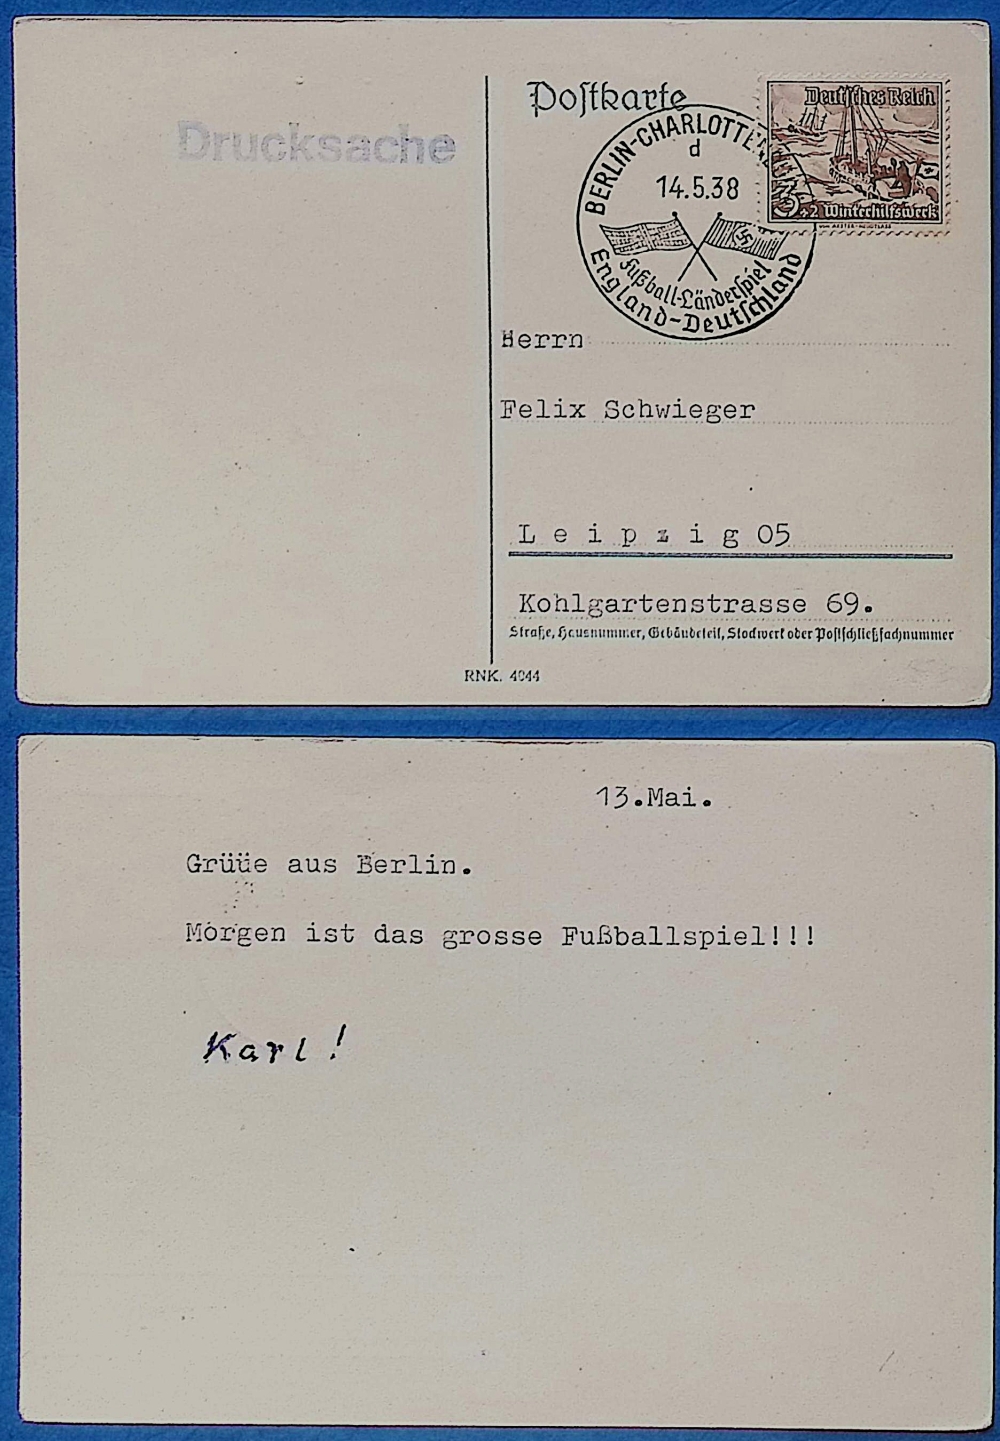 Drucksache
Postkarte
BERLIN-CHARLOTTEN
d
14.5.38
Fußball-Länderspiel
England-Deutschland
Deutsches Reich
3+2 Winterhilfswerk
Herrn
Felix Schwieger
Leipzig 05
Kohlgartenstrasse 69.
Straße, Hausnummer, Gebäudeteil, Stockwerk oder Postschließfachnummer
RNK. 4044
13.Mai.
Grüüe aus Berlin.
Morgen ist das grosse Fußballspiel!!!
Karl!